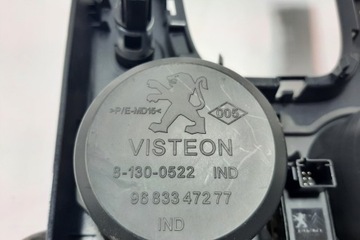 >P/E-MD15<
005
VISTEON
8-130-0522 IND
96 833 472 77
IND